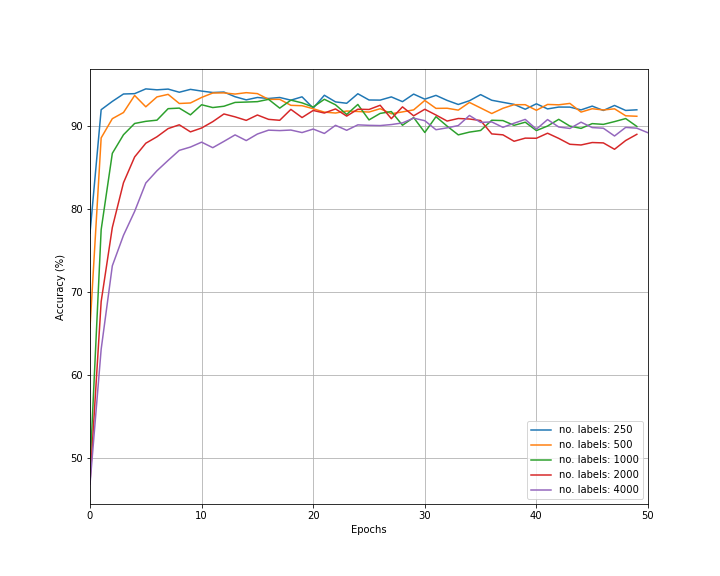 90
80
70
60
50
Accuracy (%)
0 10 20 30 40 50
Epochs
no. labels: 250
no. labels: 500
no. labels: 1000
no. labels: 2000
no. labels: 4000